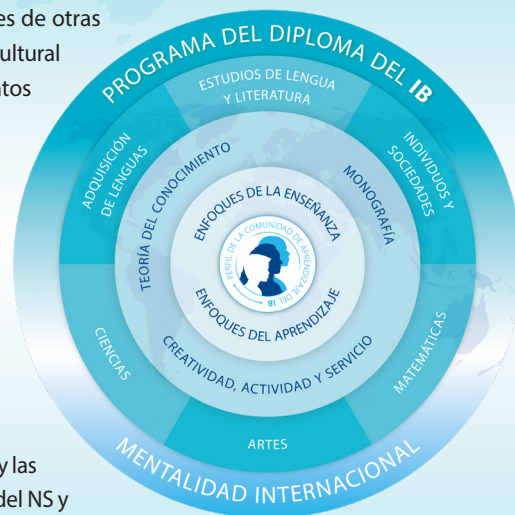 es de otras
ultural
tos
PROGRAMA DEL DIPLOMA DEL IB
ESTUDIOS DE LENGUA
Y LITERATURA
ADQUISICIÓN
DE LENGUAS
INDIVIDUOS Y
SOCIEDADES
TEORÍA DEL CONOCIMIENTO
MONOGRAFÍA
ENFOQUES DE LA ENSEÑANZA
PERFIL DE LA COMUNIDAD DE APRENDIZAJE DEL IB
ENFOQUES DEL APRENDIZAJE
CREATIVIDAD, ACTIVIDAD Y SERVICIO
CIENCIAS
MATEMÁTICAS
ARTES
MENTALIDAD INTERNACIONAL
y las
del NS y